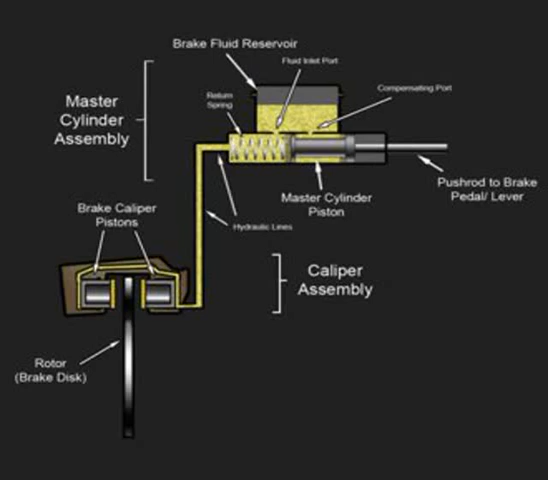 Brake Fluid Reservoir
Fluid Inlet Port
Return
Spring
Compensating Port
Master
Cylinder
Assembly
Pushrod to Brake
Pedal/ Lever
Master Cylinder
Piston
Brake Caliper
Pistons
Hydraulic Lines
Caliper
Assembly
Rotor
(Brake Disk)